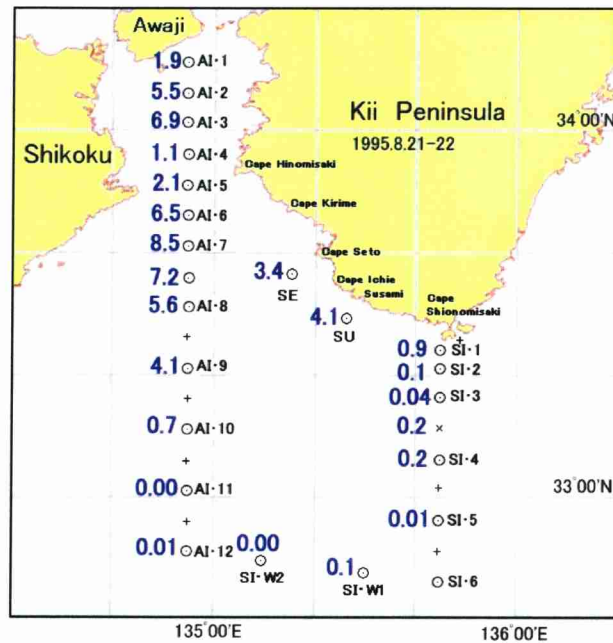 Awaji
1.9 AI·1
5.5 AI·2
6.9 AI·3
Kii Peninsula
34°00'N
1995.8.21-22
Shikoku
1.1 AI·4
Cape Hinomisaki
2.1 AI·5
Cape Kirime
6.5 AI·6
8.5 AI·7
Cape Seto
7.2
3.4
SE
Cape Ichie
Susami
Cape Shionomisaki
5.6 AI·8
4.1
SU
0.9 SI·1
4.1 AI·9
0.1 SI·2
0.04 SI·3
0.7 AI·10
0.2
0.2 SI·4
0.00 AI·11
33°00'N
0.01 SI·5
0.01 AI·12
0.00
SI·W2
0.1
SI·W1
SI·6
135°00'E
136°00'E